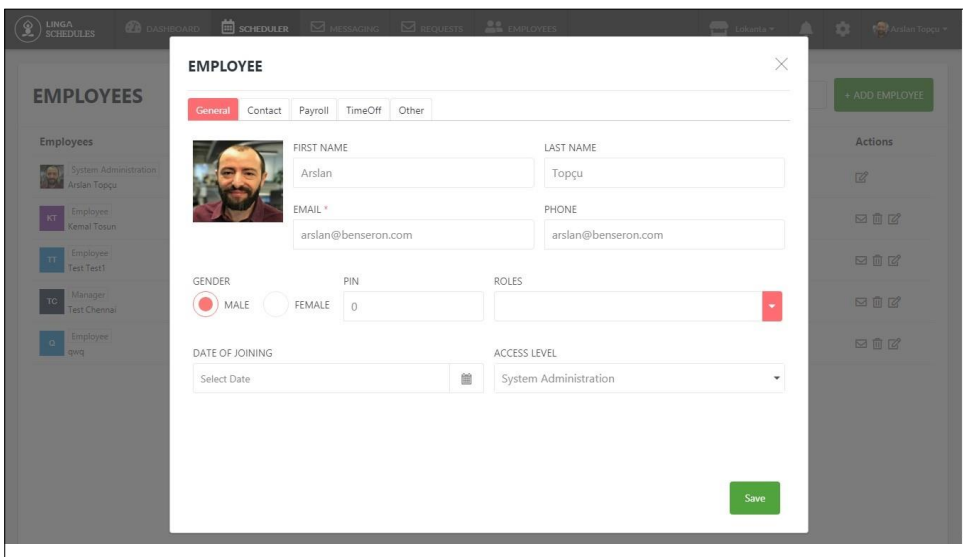 LINGA
SCHEDULES
DASHBOARD
SCHEDULER
MESSAGING
REQUESTS
EMPLOYEES
Lokanta
Arslan Topçu
EMPLOYEES
+ ADD EMPLOYEE
Employees
Actions
System Administration
Arslan Topçu
KT
Employee
Kemal Tosun
TT
Employee
Test Test1
TC
Manager
Test Chennai
Q
Employee
qwq
EMPLOYEE
General Contact Payroll TimeOff Other
FIRST NAME LAST NAME
Arslan Topçu
EMAIL * PHONE
arslan@benseron.com arslan@benseron.com
GENDER PIN ROLES
MALE FEMALE 0
DATE OF JOINING ACCESS LEVEL
Select Date System Administration
Save